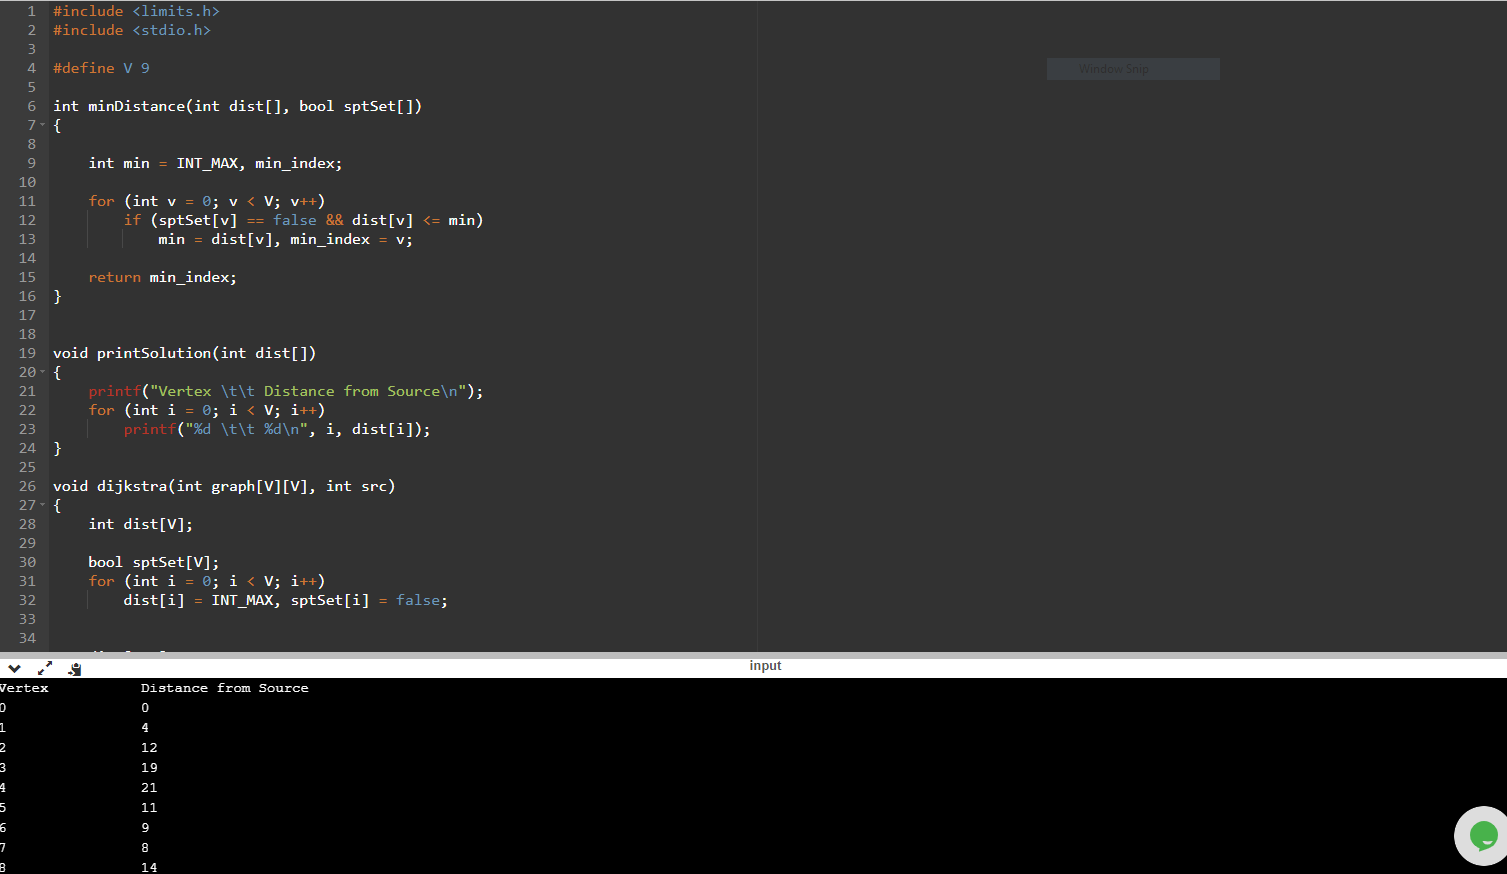 1 #include <limits.h>
2 #include <stdio.h>
3
4 #define V 9
5
6 int minDistance(int dist[], bool sptSet[])
7 {
8
9 int min = INT_MAX, min_index;
10
11 for (int v = 0; v < V; v++)
12 if (sptSet[v] == false && dist[v] <= min)
13 min = dist[v], min_index = v;
14
15 return min_index;
16 }
17
18
19 void printSolution(int dist[])
20 {
21 printf("Vertex \t\t Distance from Source\n");
22 for (int i = 0; i < V; i++)
23 printf("%d \t\t %d\n", i, dist[i]);
24 }
25
26 void dijkstra(int graph[V][V], int src)
27 {
28 int dist[V];
29
30 bool sptSet[V];
31 for (int i = 0; i < V; i++)
32 dist[i] = INT_MAX, sptSet[i] = false;
33
34
Window Snip
input
Vertex Distance from Source
0 0
1 4
2 12
3 19
4 21
5 11
6 9
7 8
8 14